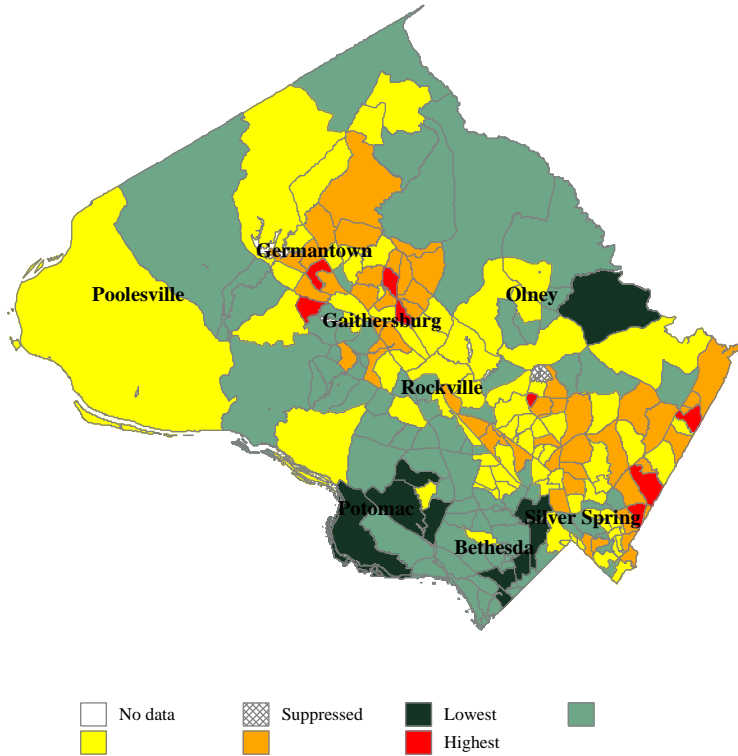 Germantown
Poolesville
Olney
Gaithersburg
Rockville
Potomac
Silver Spring
Bethesda
No data
Suppressed
Lowest
Highest